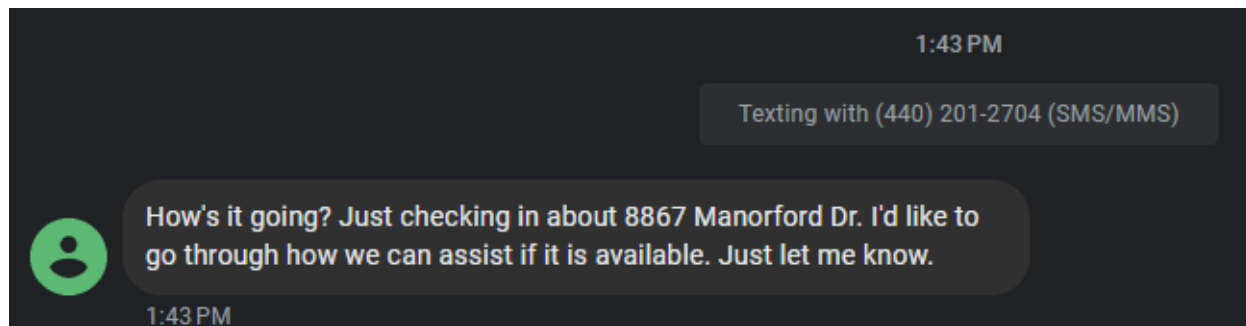 1:43 PM
Texting with (440) 201-2704 (SMS/MMS)
How's it going? Just checking in about 8867 Manorford Dr. I'd like to
go through how we can assist if it is available. Just let me know.
1:43 PM